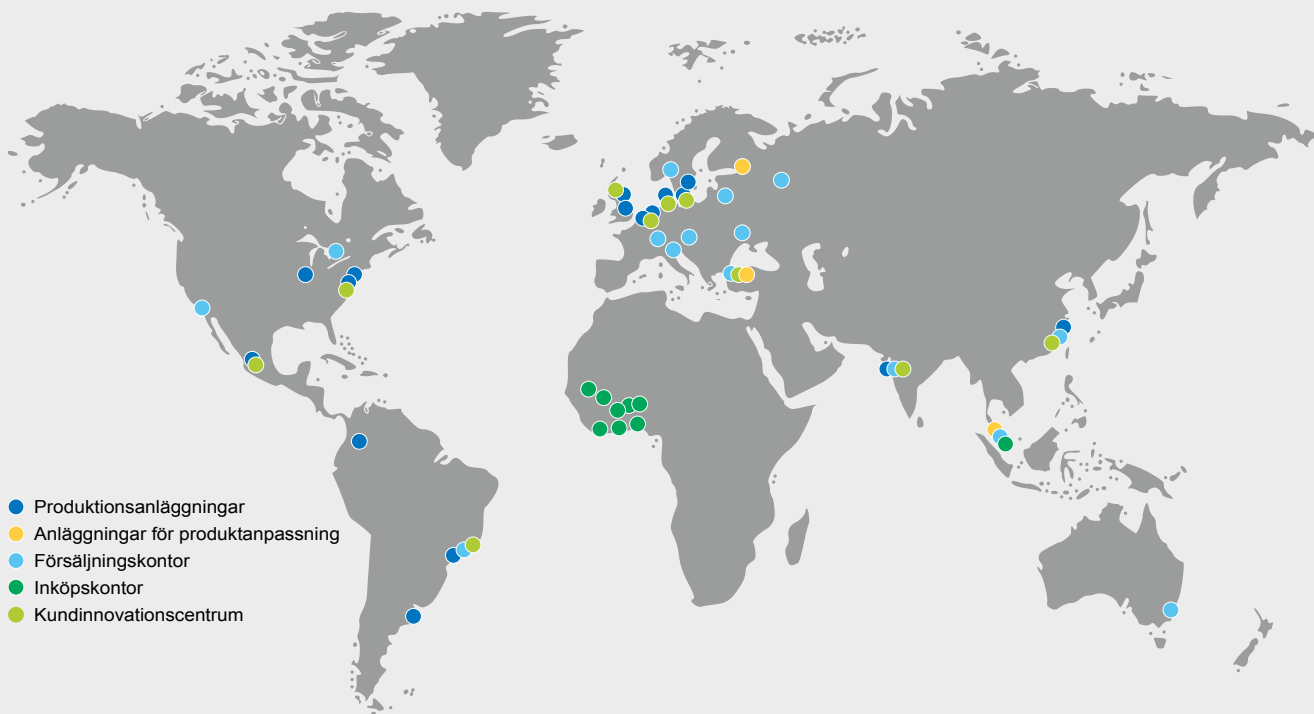 Produktionsanläggningar
Anläggningar för produktanpassning
Försäljningskontor
Inköpskontor
Kundinnovationscentrum